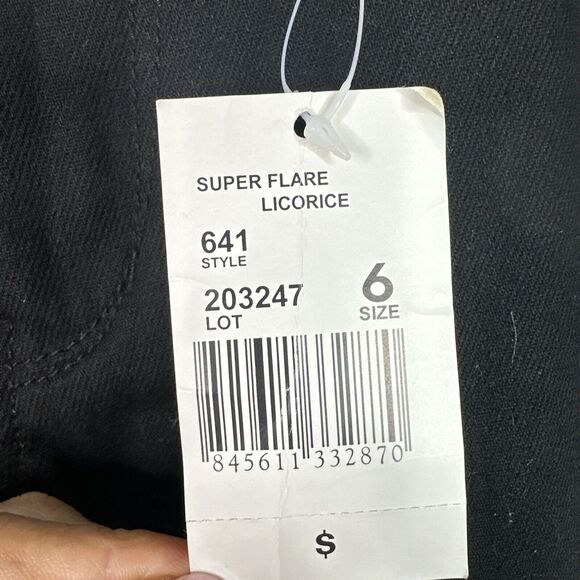 SUPER FLARE
LICORICE
641
STYLE
203247
LOT
6
SIZE
845611 332870
$